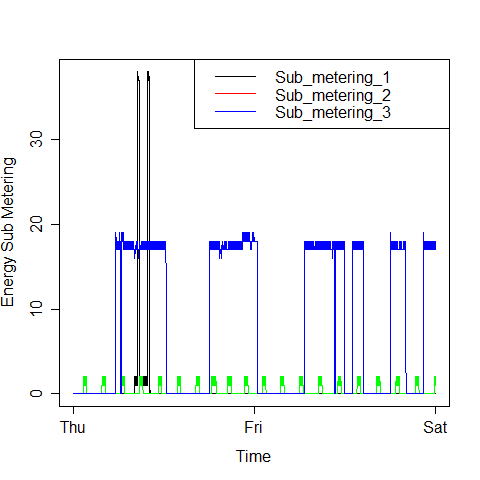 Sub_metering_1
Sub_metering_2
Sub_metering_3
Energy Sub Metering
30
20
10
0
Thu Fri Sat
Time